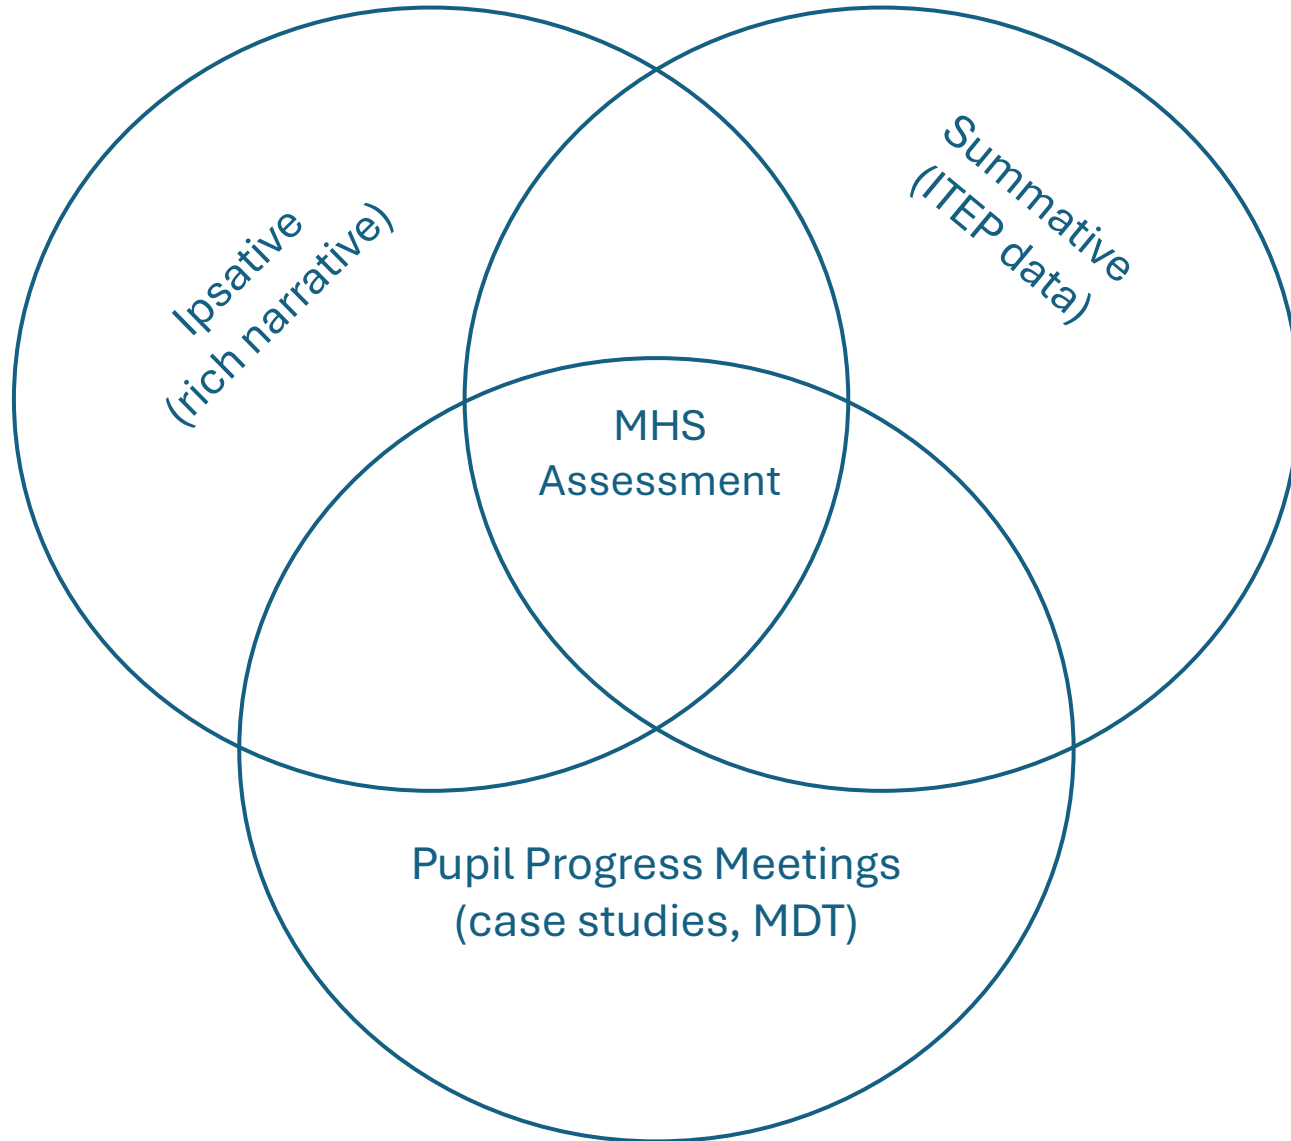 Ipsative
(rich narrative)
Summative
(ITEP data)
MHS
Assessment
Pupil Progress Meetings
(case studies, MDT)